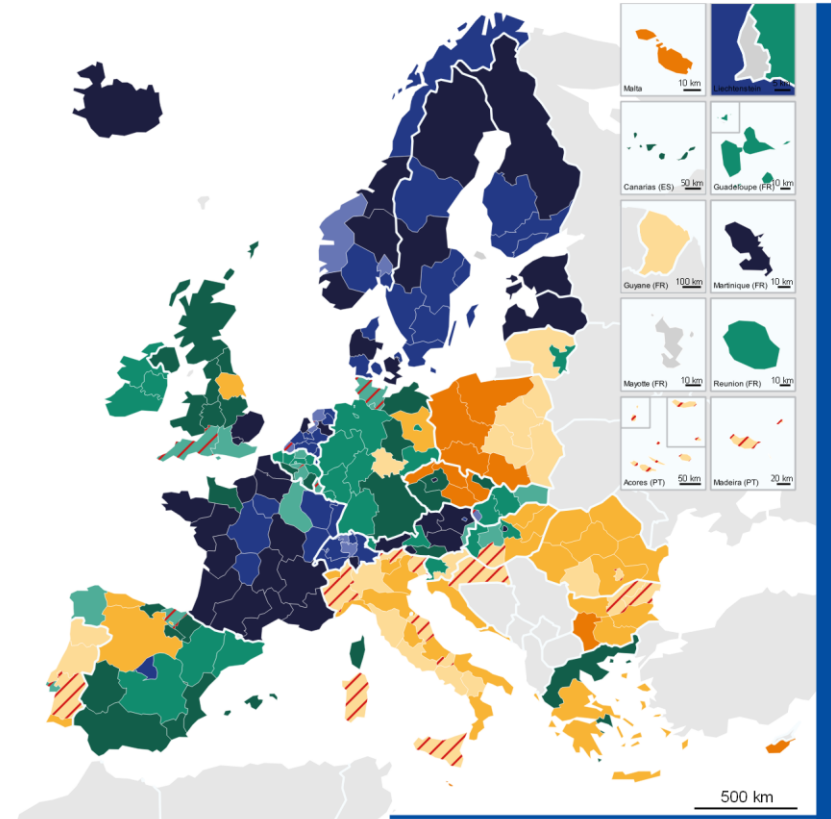 Malta 10 km
Liechtenstein 5 km
Canarias (ES) 50 km
Guadeloupe (FR) 10 km
Guyane (FR) 100 km
Martinique (FR) 10 km
Mayotte (FR) 10 km
Reunion (FR) 10 km
Acores (PT) 50 km
Madeira (PT) 20 km
500 km